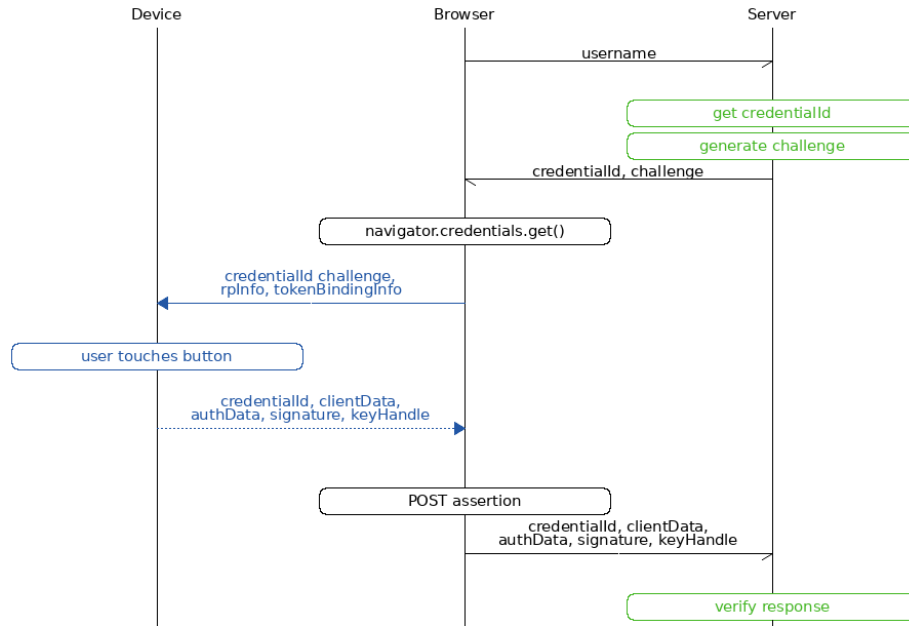 Device
Browser
Server
username
get credentialId
generate challenge
credentialId, challenge
navigator.credentials.get()
credentialId challenge,
rpInfo, tokenBindingInfo
user touches button
credentialId, clientData,
authData, signature, keyHandle
POST assertion
credentialId, clientData,
authData, signature, keyHandle
verify response